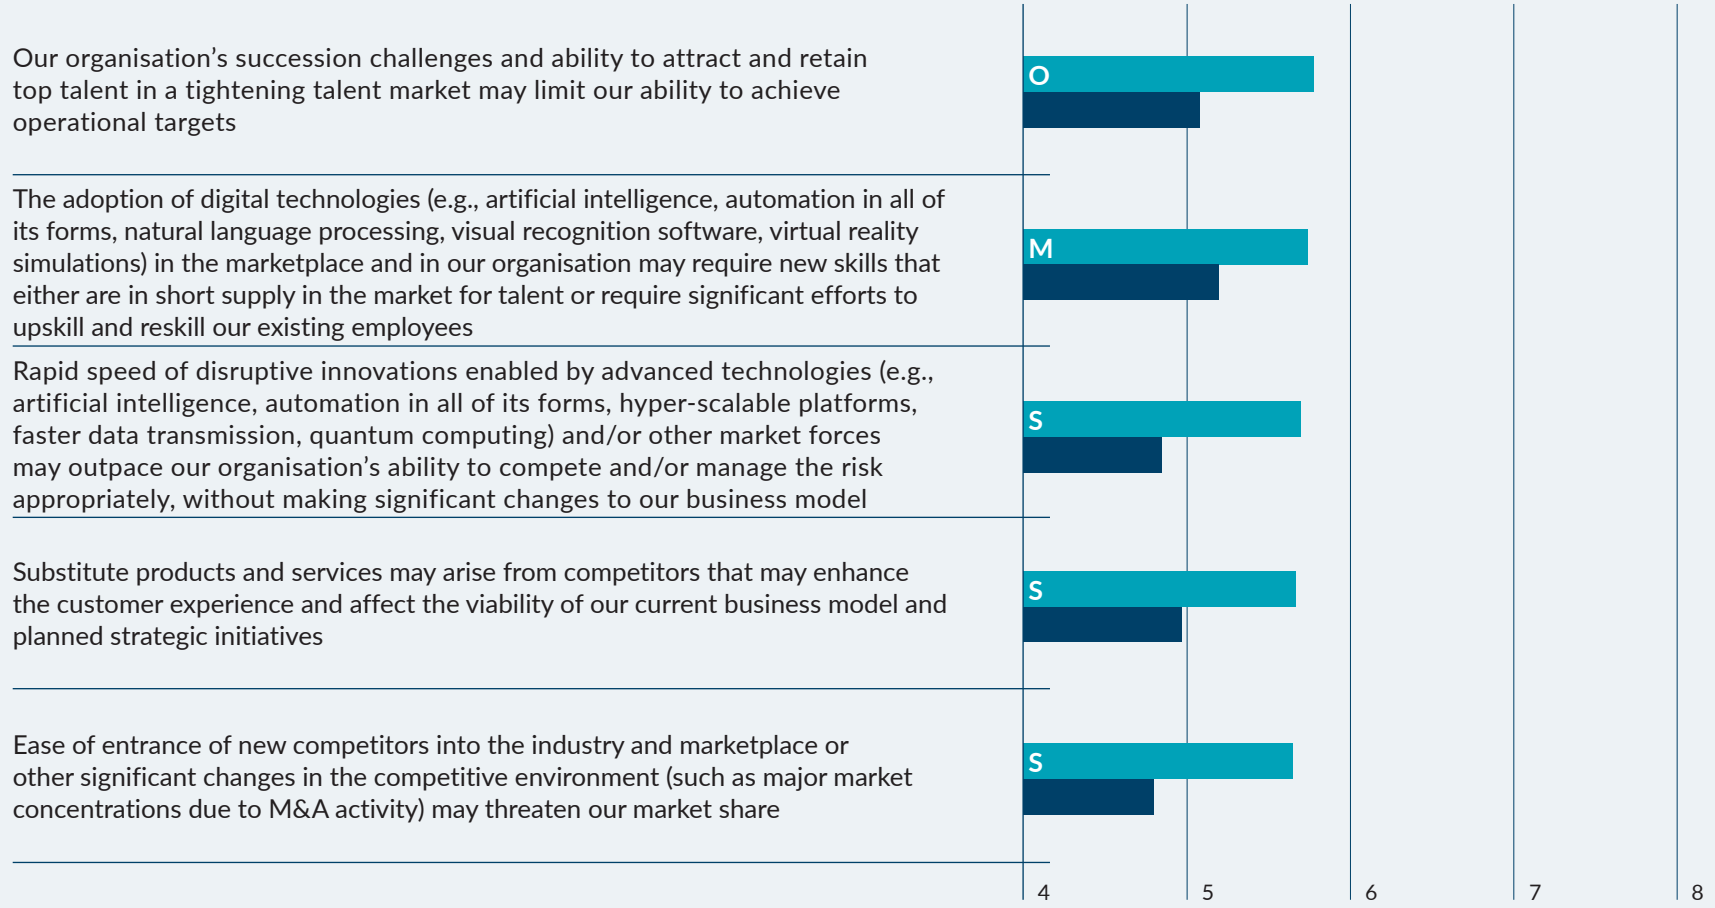 Our organisation’s succession challenges and ability to attract and retain
top talent in a tightening talent market may limit our ability to achieve
operational targets
O
The adoption of digital technologies (e.g., artificial intelligence, automation in all of
its forms, natural language processing, visual recognition software, virtual reality
simulations) in the marketplace and in our organisation may require new skills that
either are in short supply in the market for talent or require significant efforts to
upskill and reskill our existing employees
M
Rapid speed of disruptive innovations enabled by advanced technologies (e.g.,
artificial intelligence, automation in all of its forms, hyper-scalable platforms,
faster data transmission, quantum computing) and/or other market forces
may outpace our organisation’s ability to compete and/or manage the risk
appropriately, without making significant changes to our business model
S
Substitute products and services may arise from competitors that may enhance
the customer experience and affect the viability of our current business model and
planned strategic initiatives
S
Ease of entrance of new competitors into the industry and marketplace or
other significant changes in the competitive environment (such as major market
concentrations due to M&A activity) may threaten our market share
S
4 5 6 7 8